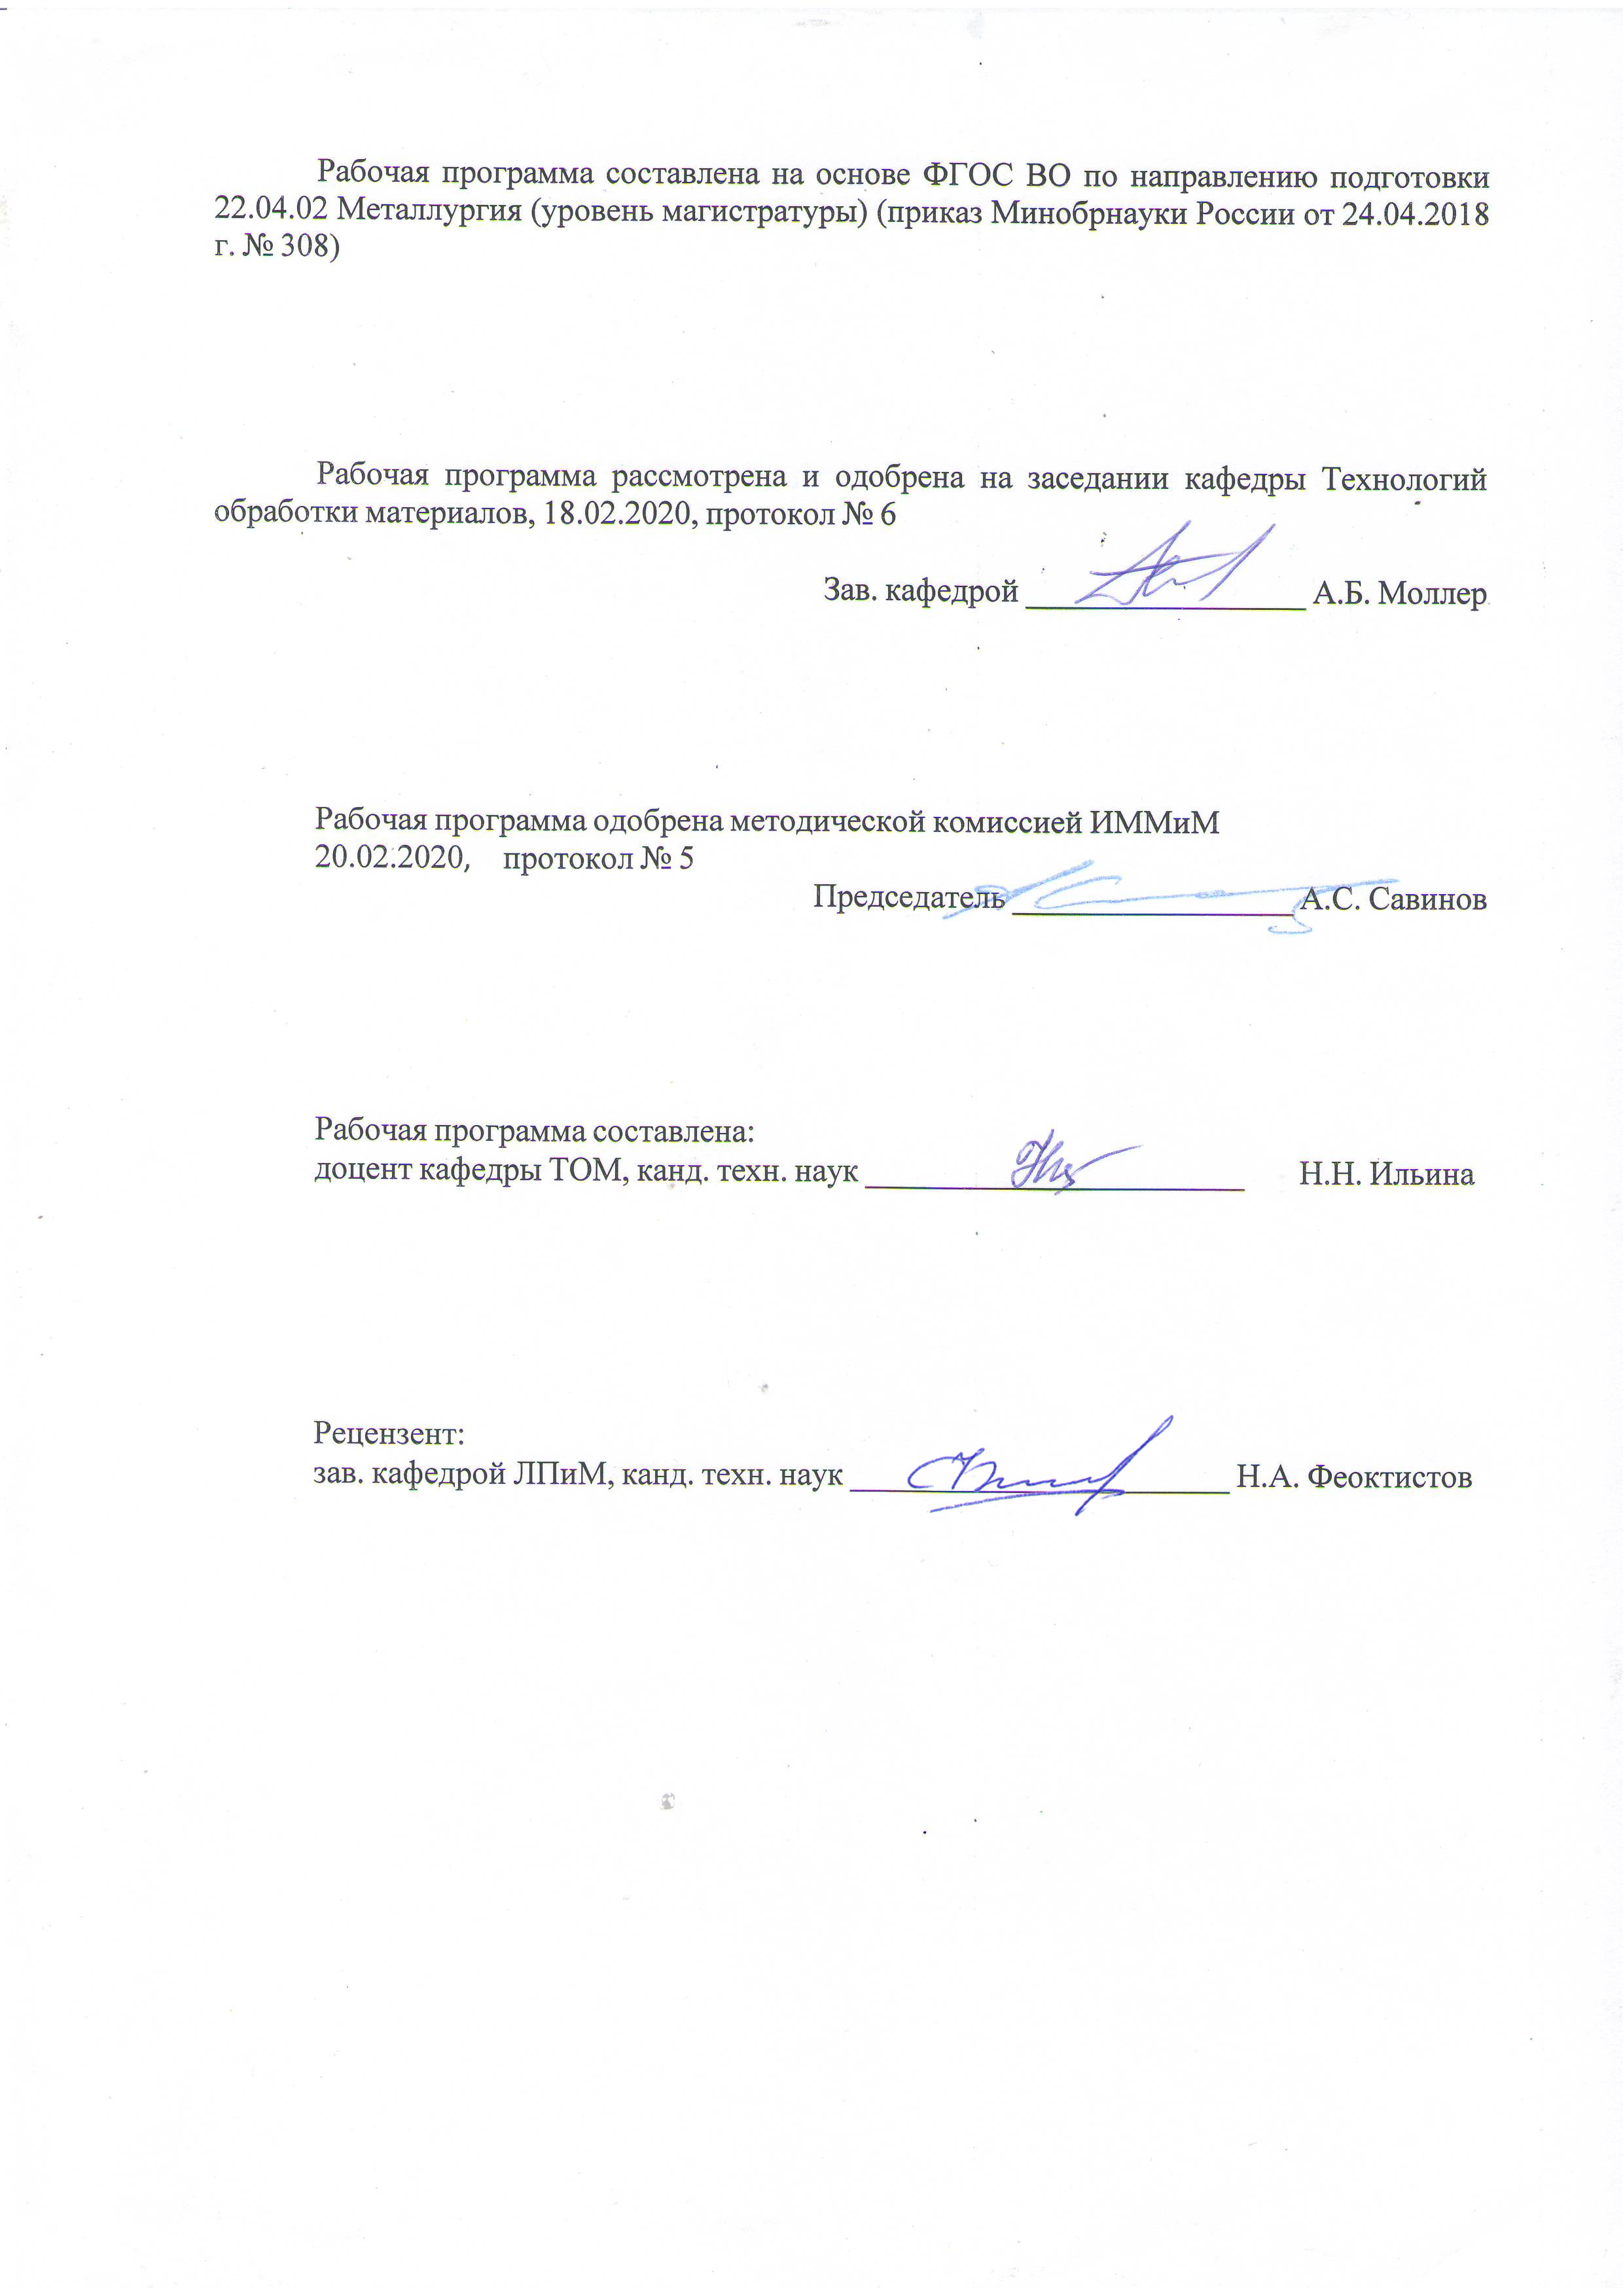 Рабочая программа составлена на основе ФГОС ВО по направлению подготовки
22.04.02 Металлургия (уровень магистратуры) (приказ Минобрнауки России от 24.04.2018
г. № 308)
Рабочая программа рассмотрена и одобрена на заседании кафедры Технологий
обработки материалов, 18.02.2020, протокол № 6
Зав. кафедрой ____________________ А.Б. Моллер
Рабочая программа одобрена методической комиссией ИММиМ
20.02.2020, протокол № 5
Председатель ____________________ А.С. Савинов
Рабочая программа составлена:
доцент кафедры ТОМ, канд. техн. наук ____________________ Н.Н. Ильина
Рецензент:
зав. кафедрой ЛПиМ, канд. техн. наук ____________________ Н.А. Феоктистов